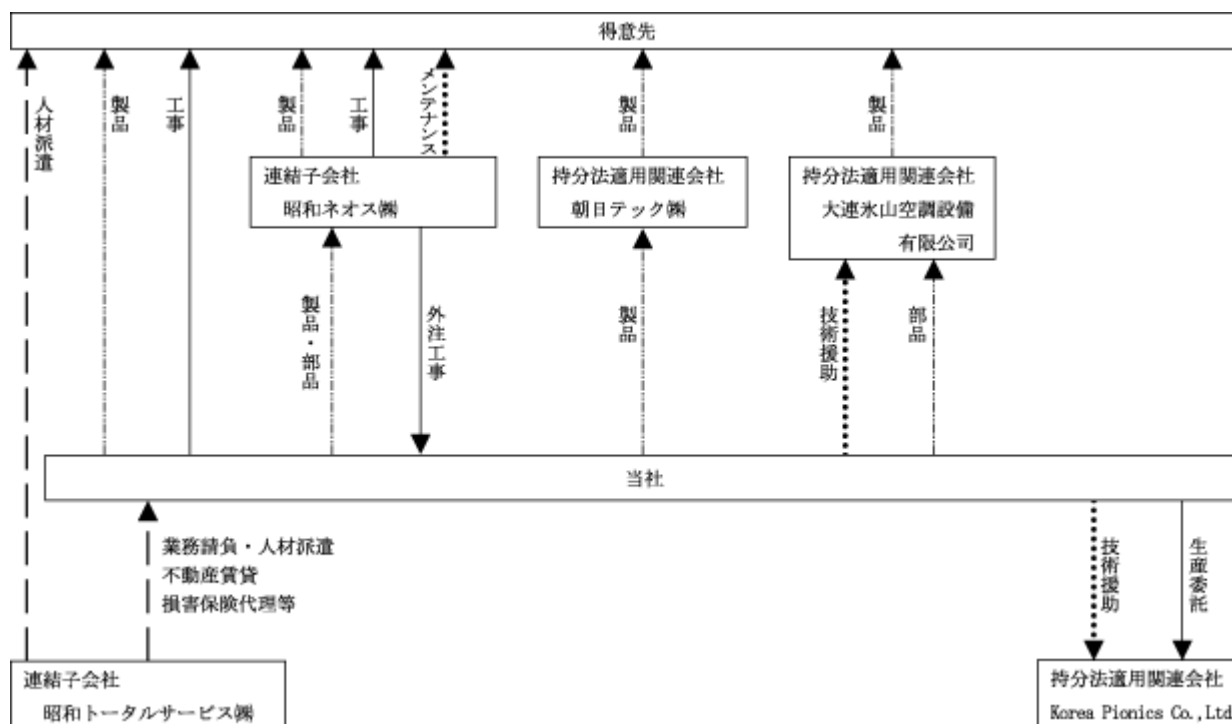 得意先
人材派遣
製品
工事
製品
工事
メンテナンス
製品
製品
連結子会社
昭和ネオス㈱
持分法適用関連会社
朝日テック㈱
持分法適用関連会社
大連氷山空調設備
有限公司
製品・部品
外注工事
製品
技術援助
部品
当社
業務請負・人材派遣
不動産賃貸
損害保険代理等
技術援助
生産委託
連結子会社
昭和トータルサービス㈱
持分法適用関連会社
Korea Pionics Co.,Ltd